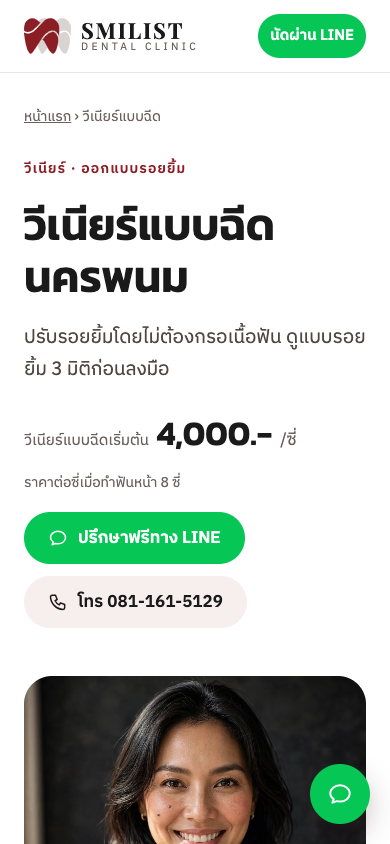 SMILIST
DENTAL CLINIC
นัดผ่าน LINE
หน้าแรก › วีเนียร์แบบฉีด
วีเนียร์ · ออกแบบรอยยิ้ม
วีเนียร์แบบฉีด
นครพนม
ปรับรอยยิ้มโดยไม่ต้องกรอเนื้อฟัน ดูแบบรอย
ยิ้ม 3 มิติก่อนลงมือ
วีเนียร์แบบฉีดเริ่มต้น 4,000.- /ซี่
ราคาต่อซี่เมื่อทำฟันหน้า 8 ซี่
ปรึกษาฟรีทาง LINE
โทร 081-161-5129